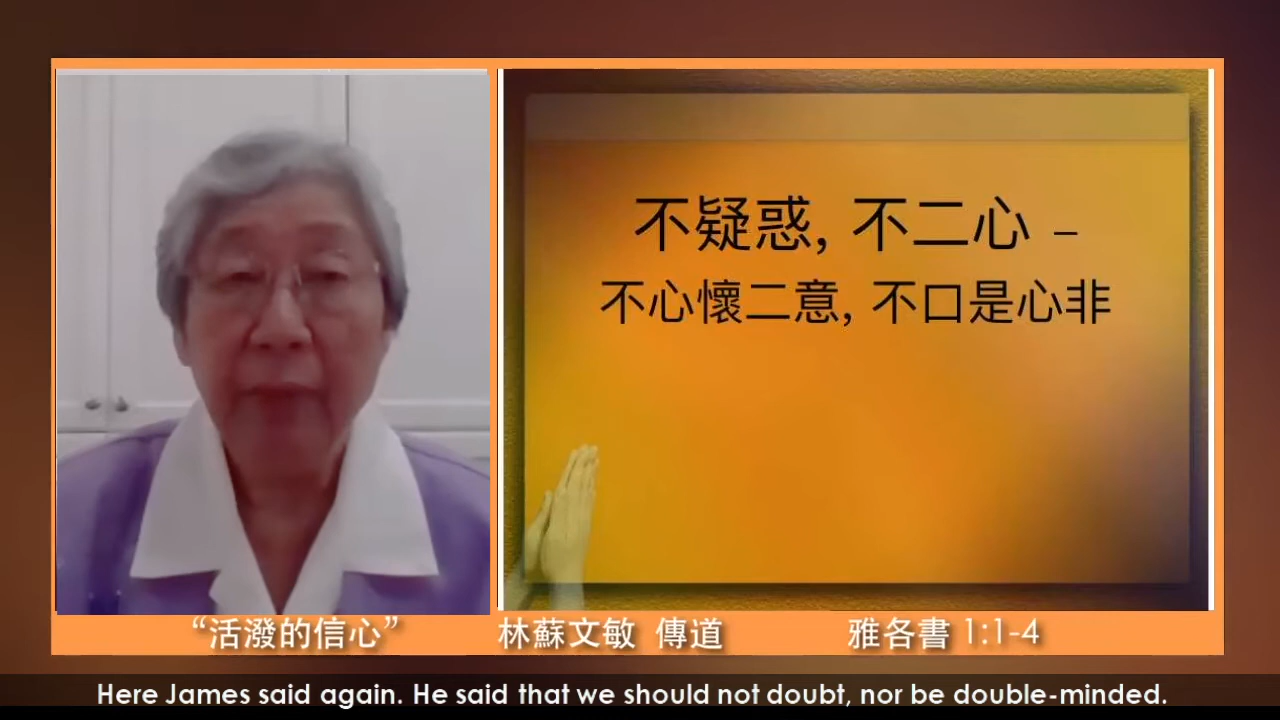 不疑惑, 不二心 –
不心懷二意, 不口是心非
“活潑的信心” 林蘇文敏 傳道 雅各書 1:1-4
Here James said again. He said that we should not doubt, nor be double-minded.